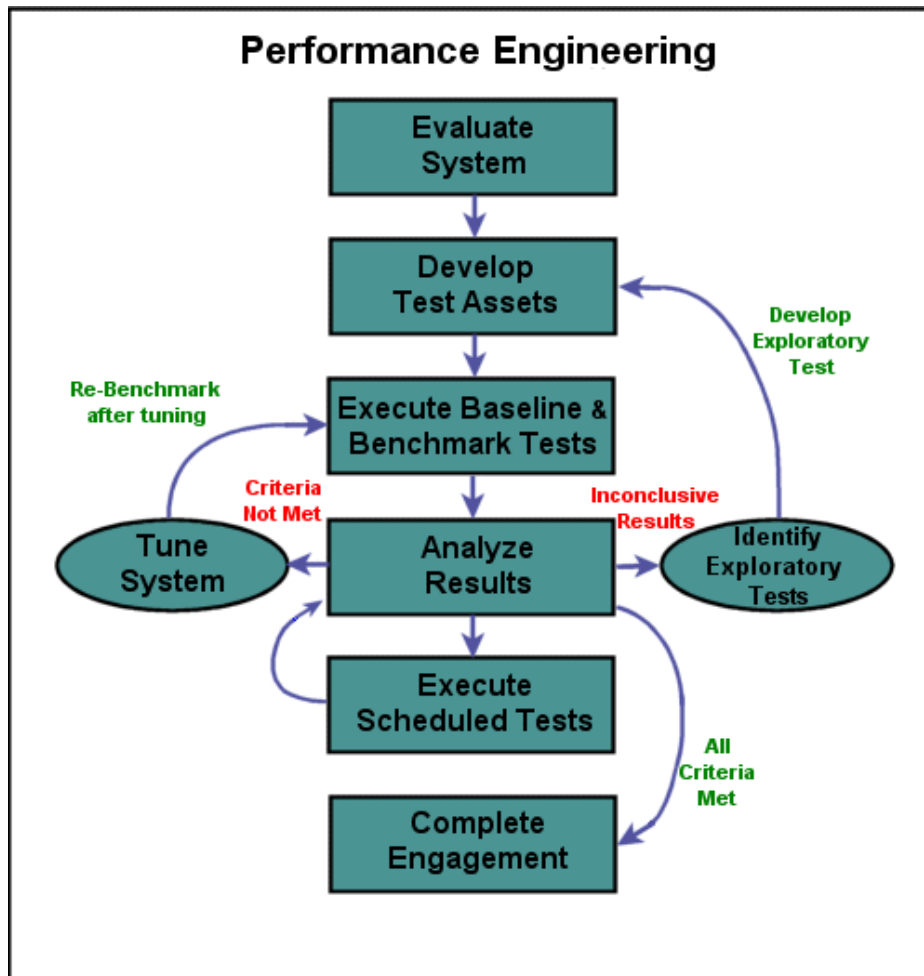 Performance Engineering
Evaluate
System
Develop
Test Assets
Develop
Exploratory
Test
Re-Benchmark
after tuning
Execute Baseline &
Benchmark Tests
Criteria
Not Met
Inconclusive
Results
Tune
System
Analyze
Results
Identify
Exploratory
Tests
Execute
Scheduled Tests
All
Criteria
Met
Complete
Engagement